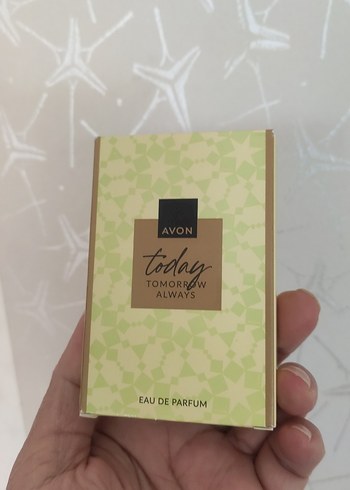 AVON
today
TOMORROW
ALWAYS
EAU DE PARFUM